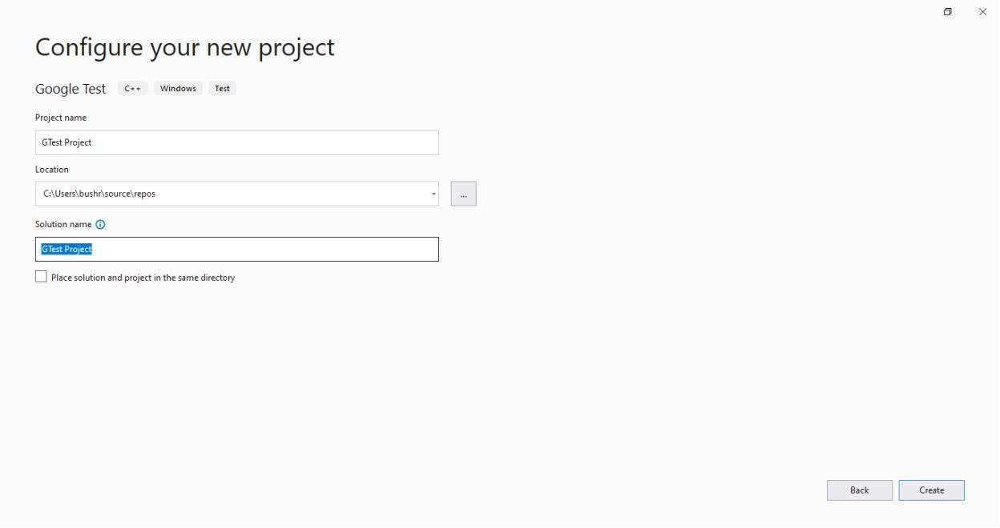 Configure your new project
Google Test C++ Windows Test
Project name
GTest Project
Location
C:\Users\bushr\source\repos
...
Solution name
GTest Project
Place solution and project in the same directory
Back Create